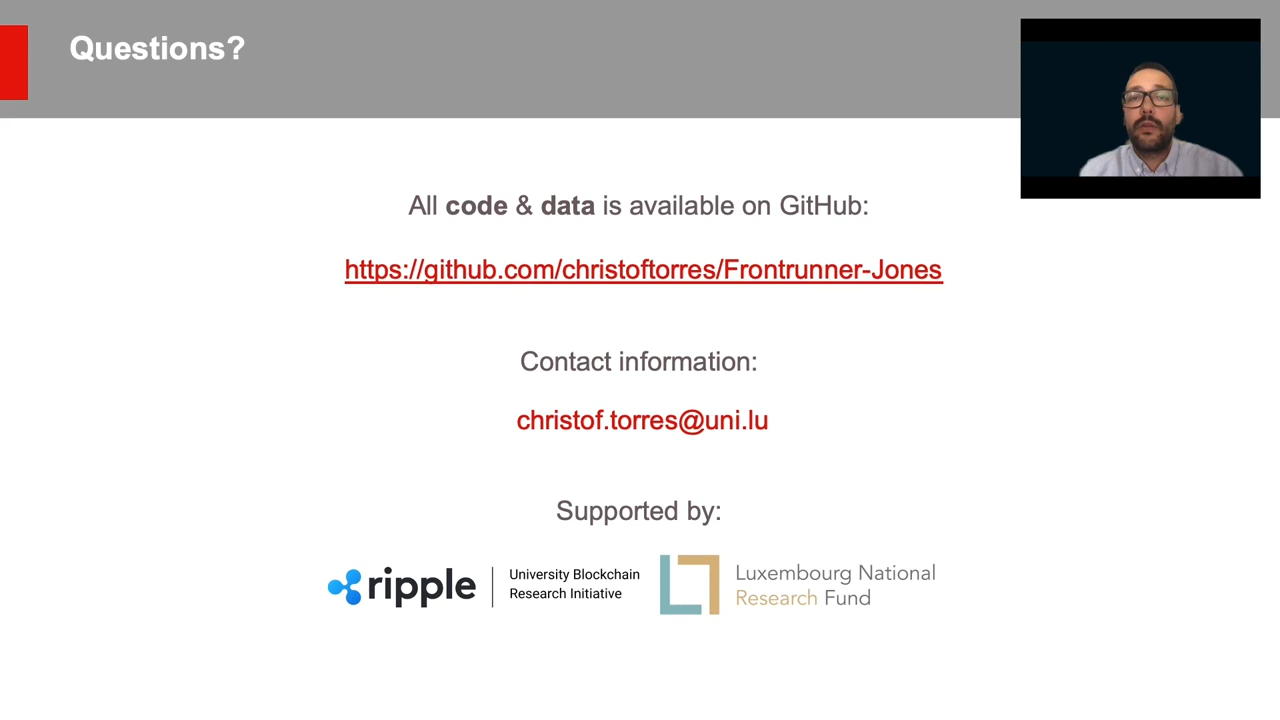 Questions?
All code & data is available on GitHub:
https://github.com/christoftorres/Frontrunner-Jones
Contact information:
christof.torres@uni.lu
Supported by:
ripple
University Blockchain
Research Initiative
Luxembourg National
Research Fund